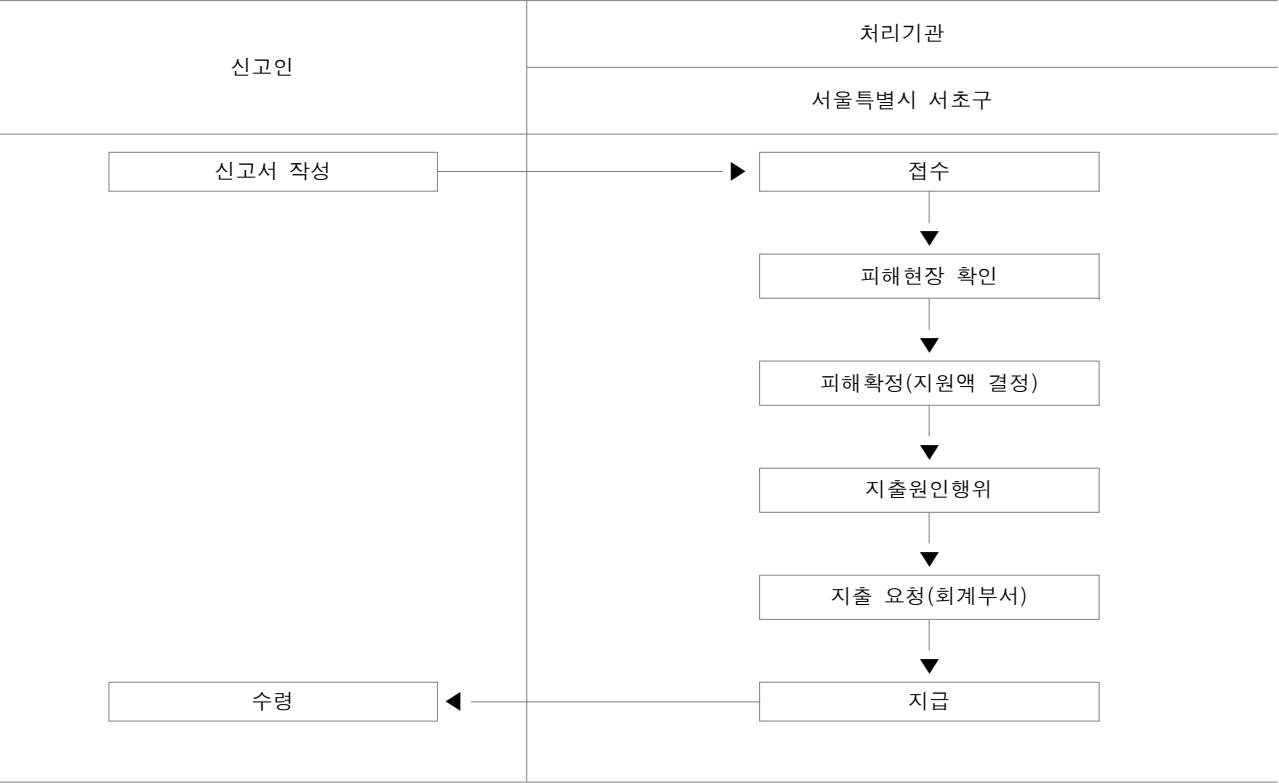 신고인
처리기관
서울특별시 서초구
신고서 작성
접수
피해현장 확인
피해확정(지원액 결정)
지출원인행위
지출 요청(회계부서)
수령
지급